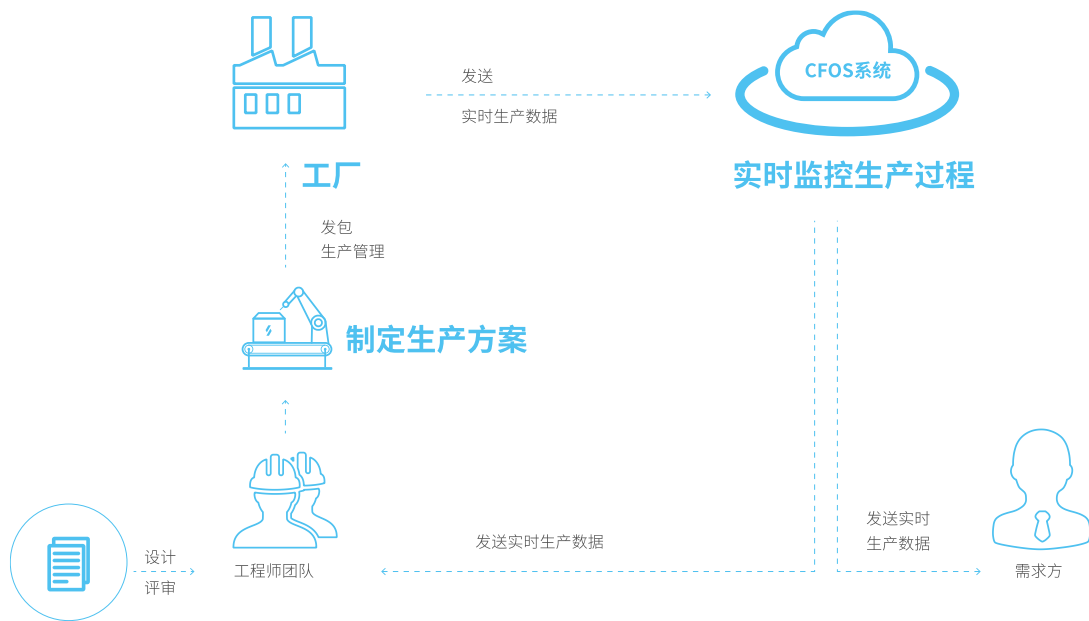 发送
CFOS系统
实时生产数据
工厂
实时监控生产过程
发包
生产管理
制定生产方案
发送实时
生产数据
发送实时生产数据
设计
评审
工程师团队
需求方